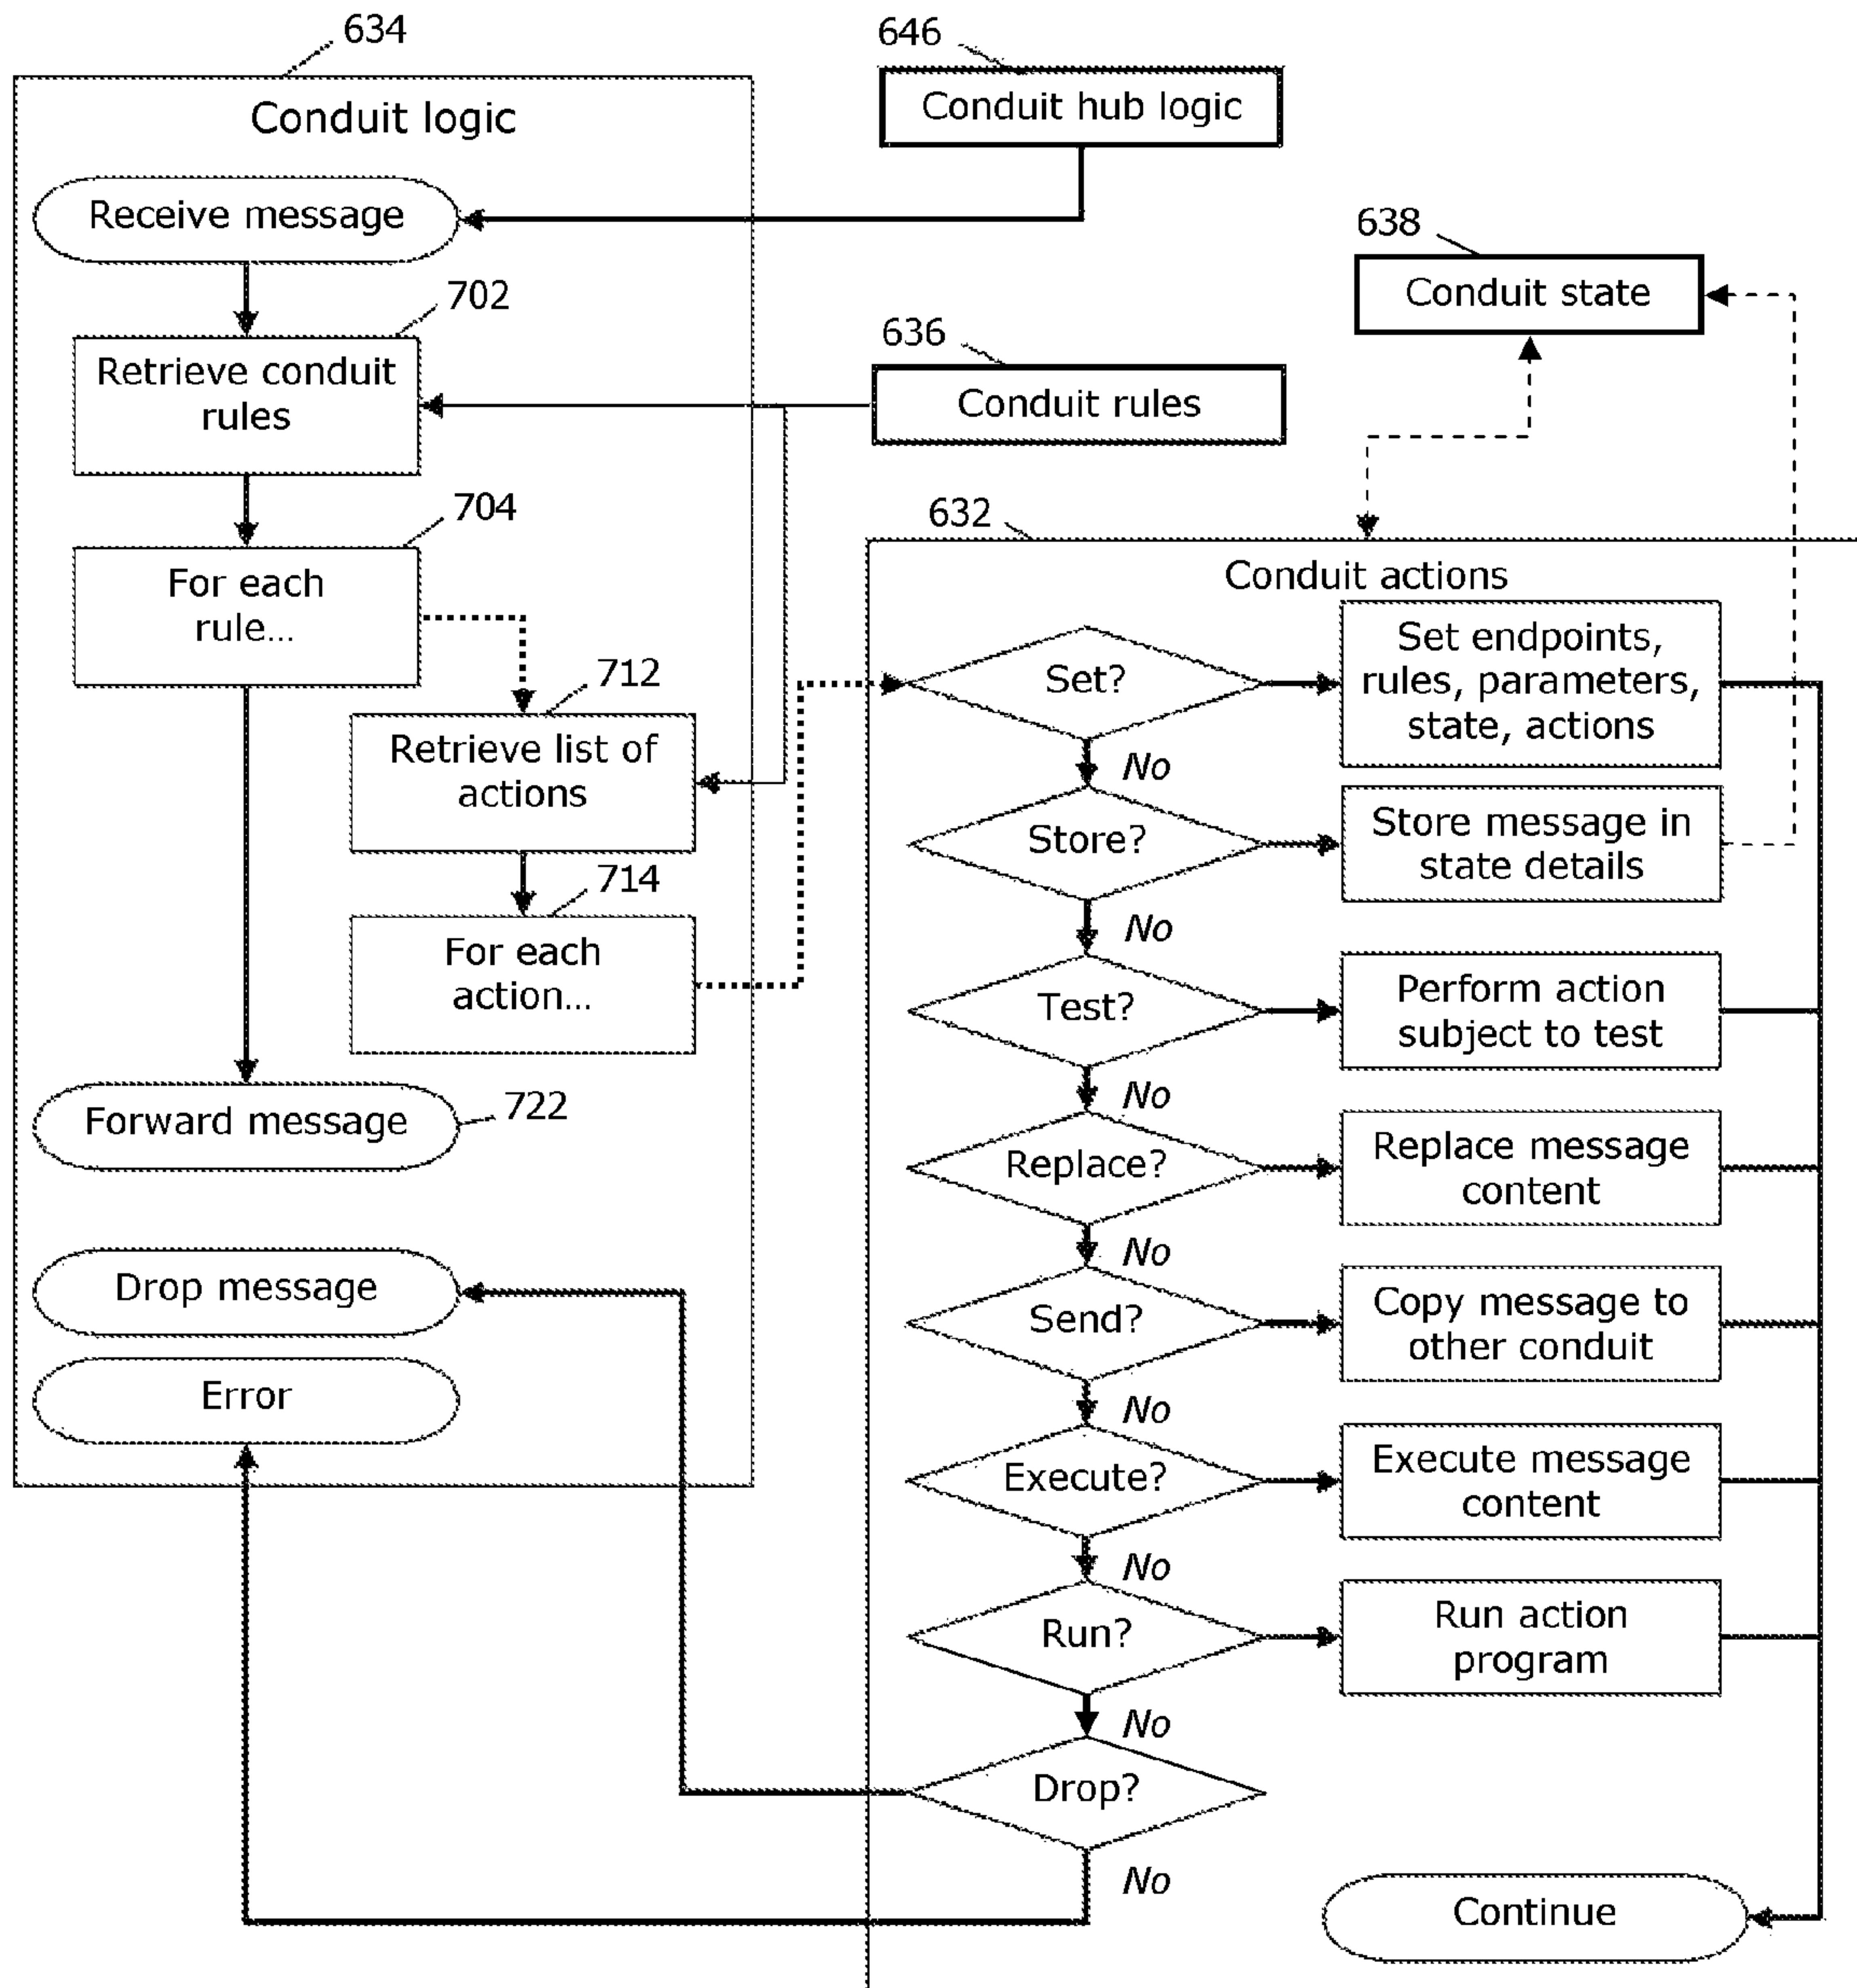 634
Conduit logic
646
Conduit hub logic
Receive message
638
Conduit state
702
Retrieve conduit
rules
636
Conduit rules
704
For each
rule...
632
Conduit actions
712
Retrieve list of
actions
714
For each
action...
Forward message
722
Drop message
Error
Set?
Set endpoints,
rules, parameters,
state, actions
No
Store?
Store message in
state details
No
Test?
Perform action
subject to test
No
Replace?
Replace message
content
No
Send?
Copy message to
other conduit
No
Execute?
Execute message
content
No
Run?
Run action
program
No
Drop?
No
Continue